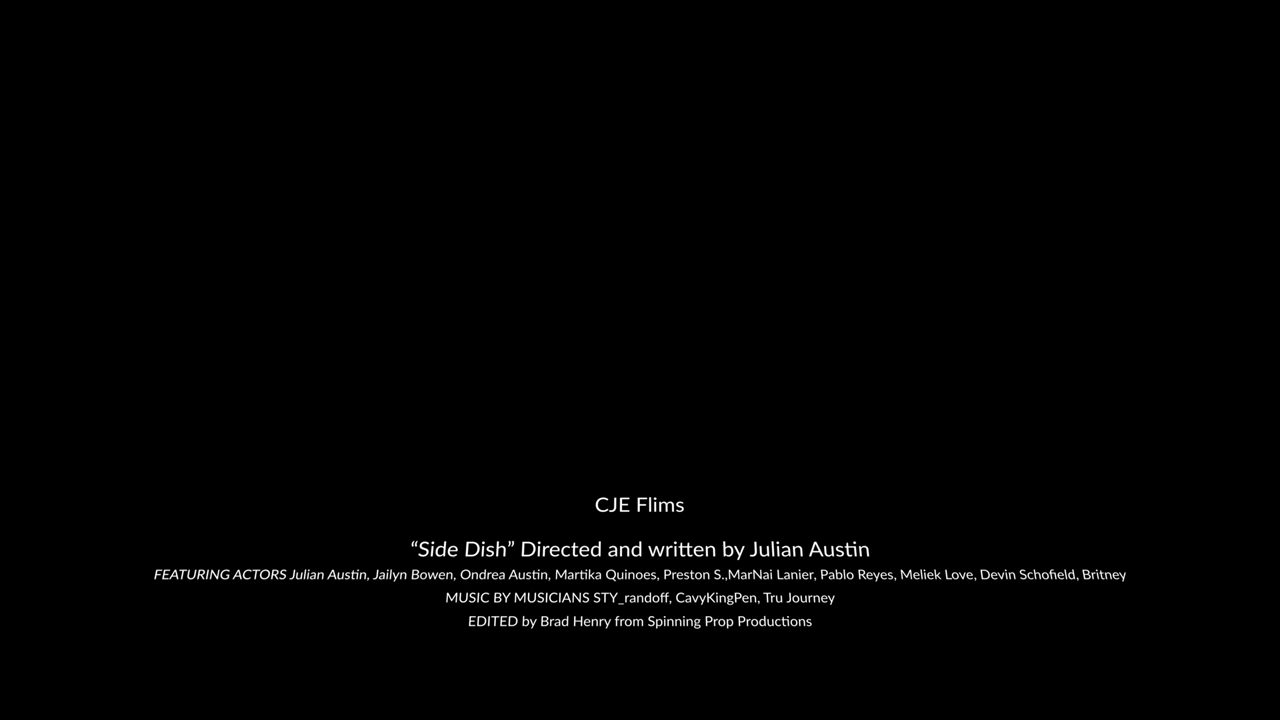 CJE Flims
“Side Dish” Directed and written by Julian Austin
FEATURING ACTORS Julian Austin, Jailyn Bowen, Ondrea Austin, Martika Quinoes, Preston S.,MarNai Lanier, Pablo Reyes, Meliek Love, Devin Schofield, Britney
MUSIC BY MUSICIANS STY_randoff, CavyKingPen, Tru Journey
EDITED by Brad Henry from Spinning Prop Productions